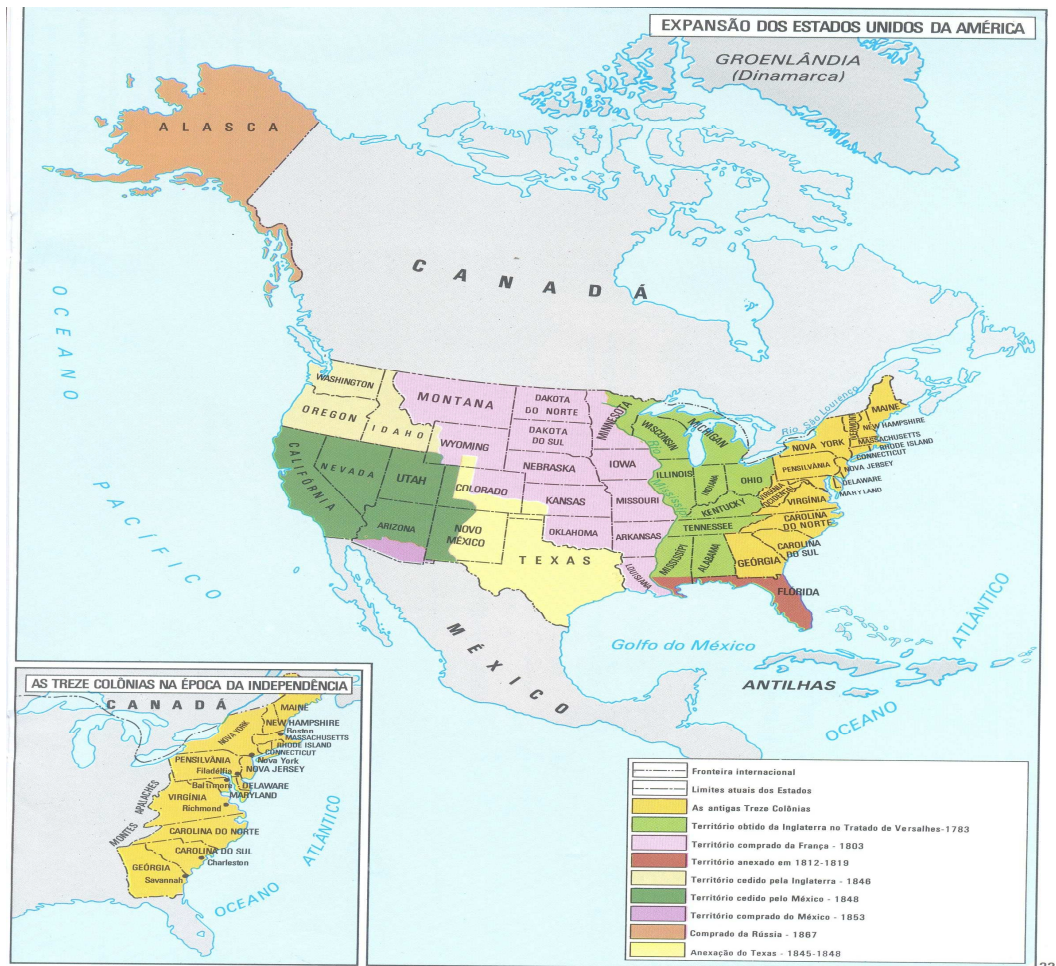 EXPANSÃO DOS ESTADOS UNIDOS DA AMÉRICA
GROENLÂNDIA
(Dinamarca)
ALASCA
CANADÁ
OCEANO
PACÍFICO
WASHINGTON
OREGON
IDAHO
MONTANA
WYOMING
DAKOTA
DO NORTE
DAKOTA
DO SUL
NEBRASKA
KANSAS
OKLAHOMA
MINNESOTA
IOWA
MISSOURI
ARKANSAS
LOUISIANA
WISCONSIN
MICHIGAN
ILLINOIS
INDIANA
OHIO
KENTUCKY
TENNESSEE
MISSISSÍPI
ALABAMA
Rio
Mississípi
Rio São Lourenço
MAINE
VERMONT
NEW HAMPSHIRE
MASSACHUSETTS
RHODE ISLAND
CONNECTICUT
NOVA YORK
NOVA JERSEY
PENSILVÂNIA
DELAWARE
MARYLAND
VIRGÍNIA
OCIDENTAL
VIRGÍNIA
CAROLINA
DO NORTE
CAROLINA
DO SUL
GEÓRGIA
FLÓRIDA
CALIFÓRNIA
NEVADA
UTAH
COLORADO
ARIZONA
NOVO
MÉXICO
TEXAS
MÉXICO
Golfo do México
ANTILHAS
OCEANO
ATLÂNTICO
AS TREZE COLÔNIAS NA ÉPOCA DA INDEPENDÊNCIA
CANADÁ
MAINE
NEW HAMPSHIRE
Boston
MASSACHUSETTS
RHODE ISLAND
CONNECTICUT
NOVA YORK
Nova York
NOVA JERSEY
PENSILVÂNIA
Filadélfia
Baltimore
DELAWARE
MARYLAND
VIRGÍNIA
Richmond
MONTES APALACHES
CAROLINA DO NORTE
CAROLINA DO SUL
Charleston
GEÓRGIA
Savannah
OCEANO
ATLÂNTICO
Fronteira internacional
Limites atuais dos Estados
As antigas Treze Colônias
Território obtido da Inglaterra no Tratado de Versalhes-1783
Território comprado da França - 1803
Território anexado em 1812-1819
Território cedido pela Inglaterra - 1846
Território cedido pelo México - 1848
Território comprado do México - 1853
Comprado da Rússia - 1867
Anexação do Texas - 1845-1848